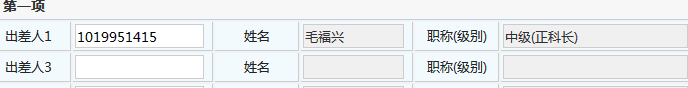 第一项
出差人1 1019951415 姓名 毛福兴 职称(级别) 中级(正科长)
出差人3 姓名 职称(级别)